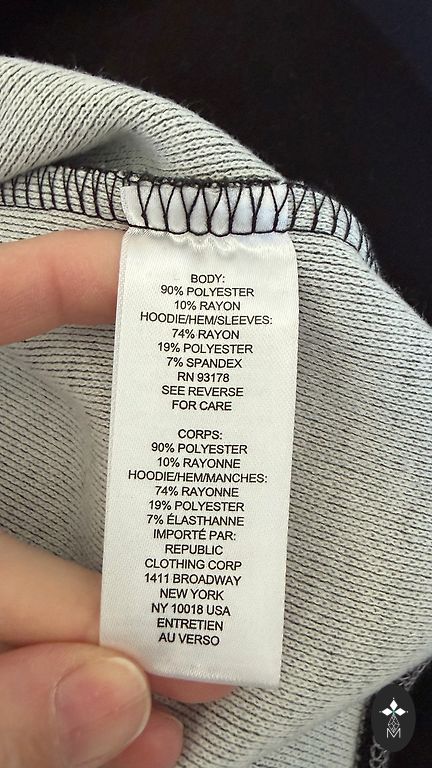 BODY:
90% POLYESTER
10% RAYON
HOODIE/HEM/SLEEVES:
74% RAYON
19% POLYESTER
7% SPANDEX
RN 93178
SEE REVERSE
FOR CARE
CORPS:
90% POLYESTER
10% RAYONNE
HOODIE/HEM/MANCHES:
74% RAYONNE
19% POLYESTER
7% ÉLASTHANNE
IMPORTÉ PAR:
REPUBLIC
CLOTHING CORP
1411 BROADWAY
NEW YORK
NY 10018 USA
ENTRETIEN
AU VERSO
M